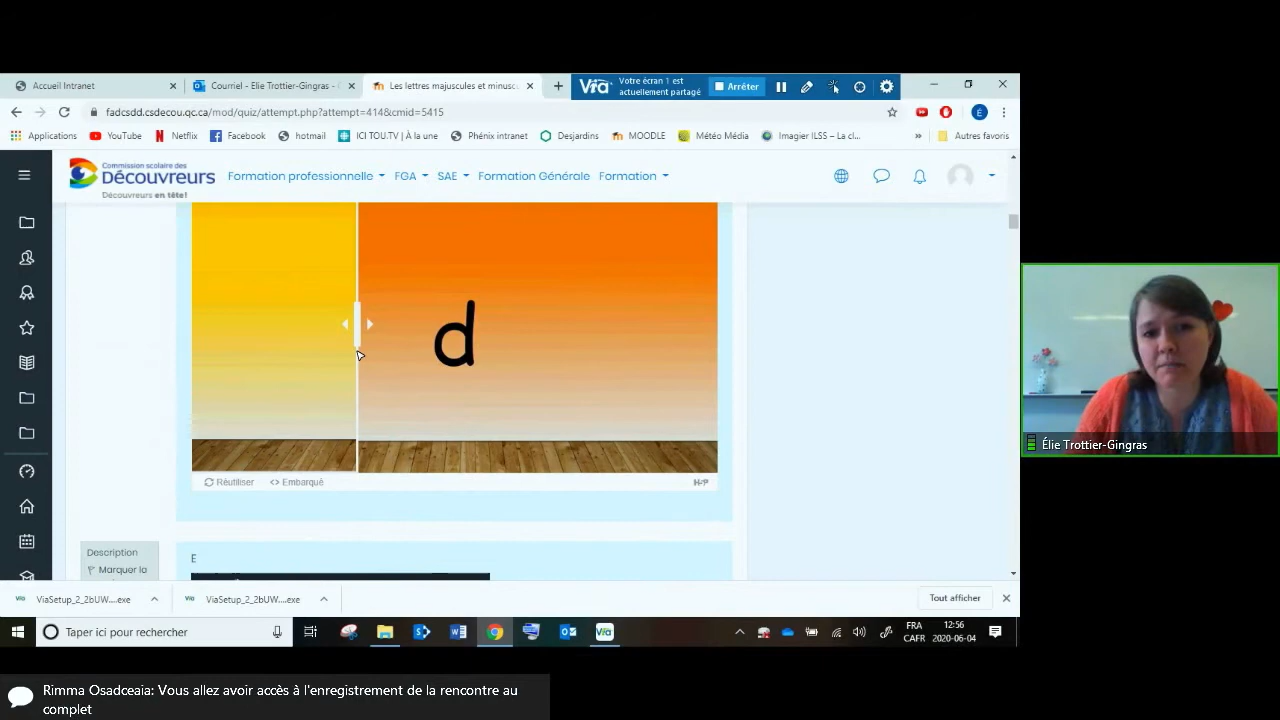 Accueil Intranet
Courriel - Elie Trottier-Gingras - 
Les lettres majuscules et minusc
Vra
Votre écran 1 est
actuellement partagé
Arrêter
fadcsdd.csdecou.qc.ca/mod/quiz/attempt.php?attempt=414&cmid=5415
É
Applications
YouTube
Netflix
Facebook
hotmail
ICI TOU.TV | À la une
Phénix intranet
Desjardins
MOODLE
Météo Média
Imagier ILSS – La cl...
»
Autres favoris
Commission scolaire des
Découvreurs
Découvreurs en tête!
Formation professionnelle
FGA
SAE
Formation Générale
Formation
d
Élie Trottier-Gingras
Réutiliser
<> Embarqué
H5P
Description
Marquer la
E
ViaSetup_2_2bUW....exe
ViaSetup_2_2bUW....exe
Tout afficher
Taper ici pour rechercher
FRA
CAFR
12:56
2020-06-04
Rimma Osadceaia: Vous allez avoir accès à l'enregistrement de la rencontre au
complet